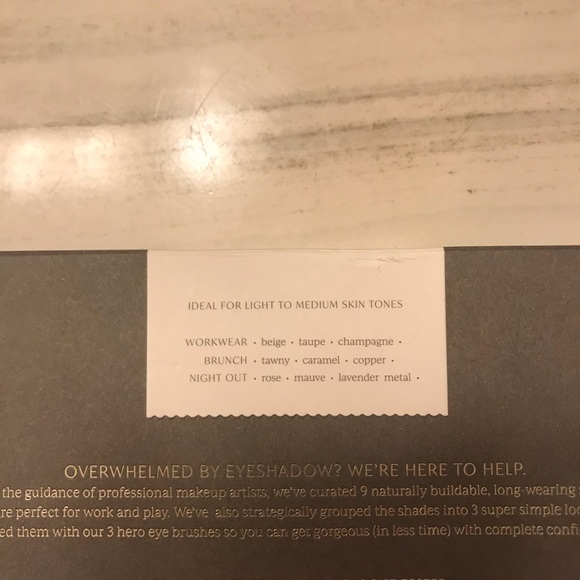 IDEAL FOR LIGHT TO MEDIUM SKIN TONES
WORKWEAR • beige • taupe • champagne •
BRUNCH • tawny • caramel • copper •
NIGHT OUT • rose • mauve • lavender metal •
OVERWHELMED BY EYESHADOW? WE'RE HERE TO HELP.
the guidance of professional makeup artists, we've curated 9 naturally buildable, long-wearing
perfect for work and play. We've also strategically grouped the shades into 3 super simple
them with our 3 hero eye brushes so you can get gorgeous (in less time) with complete